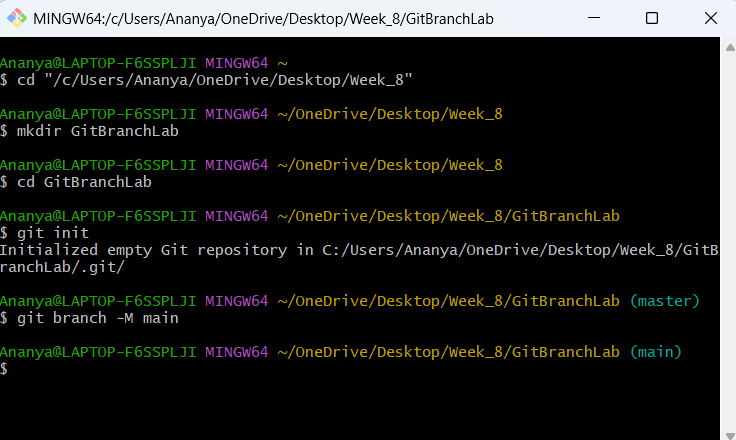 MINGW64:/c/Users/Ananya/OneDrive/Desktop/Week_8/GitBranchLab
Ananya@LAPTOP-F6SSPLJI MINGW64 ~
$ cd "/c/Users/Ananya/OneDrive/Desktop/Week_8"
Ananya@LAPTOP-F6SSPLJI MINGW64 ~/OneDrive/Desktop/Week_8
$ mkdir GitBranchLab
Ananya@LAPTOP-F6SSPLJI MINGW64 ~/OneDrive/Desktop/Week_8
$ cd GitBranchLab
Ananya@LAPTOP-F6SSPLJI MINGW64 ~/OneDrive/Desktop/Week_8/GitBranchLab
$ git init
Initialized empty Git repository in C:/Users/Ananya/OneDrive/Desktop/Week_8/GitB
ranchLab/.git/
Ananya@LAPTOP-F6SSPLJI MINGW64 ~/OneDrive/Desktop/Week_8/GitBranchLab (master)
$ git branch -M main
Ananya@LAPTOP-F6SSPLJI MINGW64 ~/OneDrive/Desktop/Week_8/GitBranchLab (main)
$